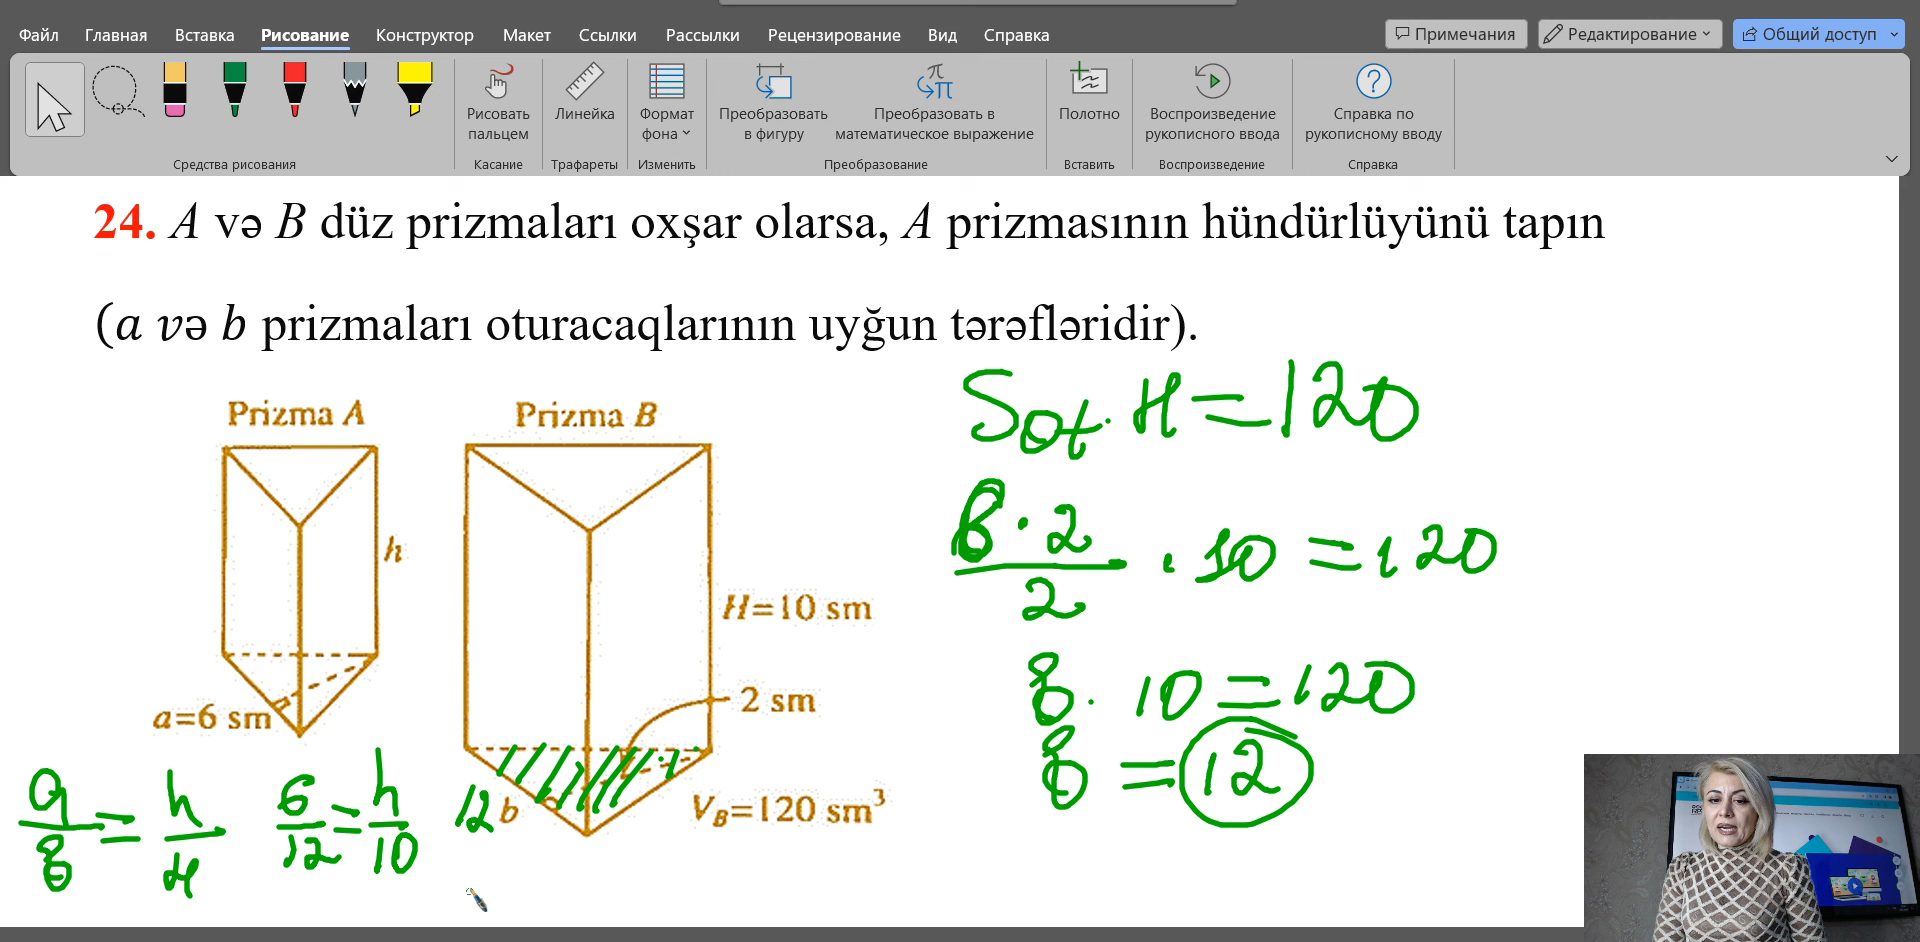 Файл Главная Вставка Рисование Конструктор Макет Ссылки Рассылки Рецензирование Вид Справка Примечания Редактирование Общий доступ
Рисовать пальцем
Линейка
Формат фона
Преобразовать в фигуру
Преобразовать в математическое выражение
Полотно
Воспроизведение рукописного ввода
Справка по рукописному вводу
Средства рисования Касание Трафареты Изменить Преобразование Вставить Воспроизведение Справка
24. A və B düz prizmaları oxşar olarsa, A prizmasının hündürlüyünü tapın
(a və b prizmaları oturacaqlarının uyğun tərəfləridir).
Prizma A
h
a=6 sm
Prizma B
H=10 sm
2 sm
12 b
V_B=120 sm³
a/в = h/H
6/12 = h/10
Sot · H = 120
в · 2 / 2 · 10 = 120
в · 10 = 120
в = 12